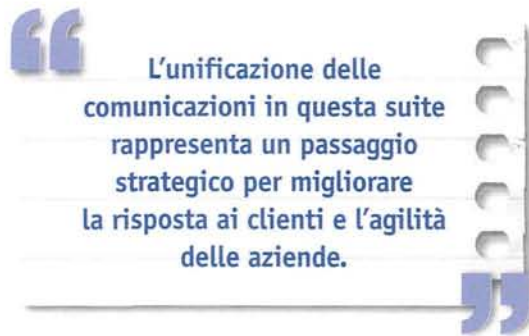 L'unificazione delle
comunicazioni in questa suite
rappresenta un passaggio
strategico per migliorare
la risposta ai clienti e l'agilità
delle aziende.